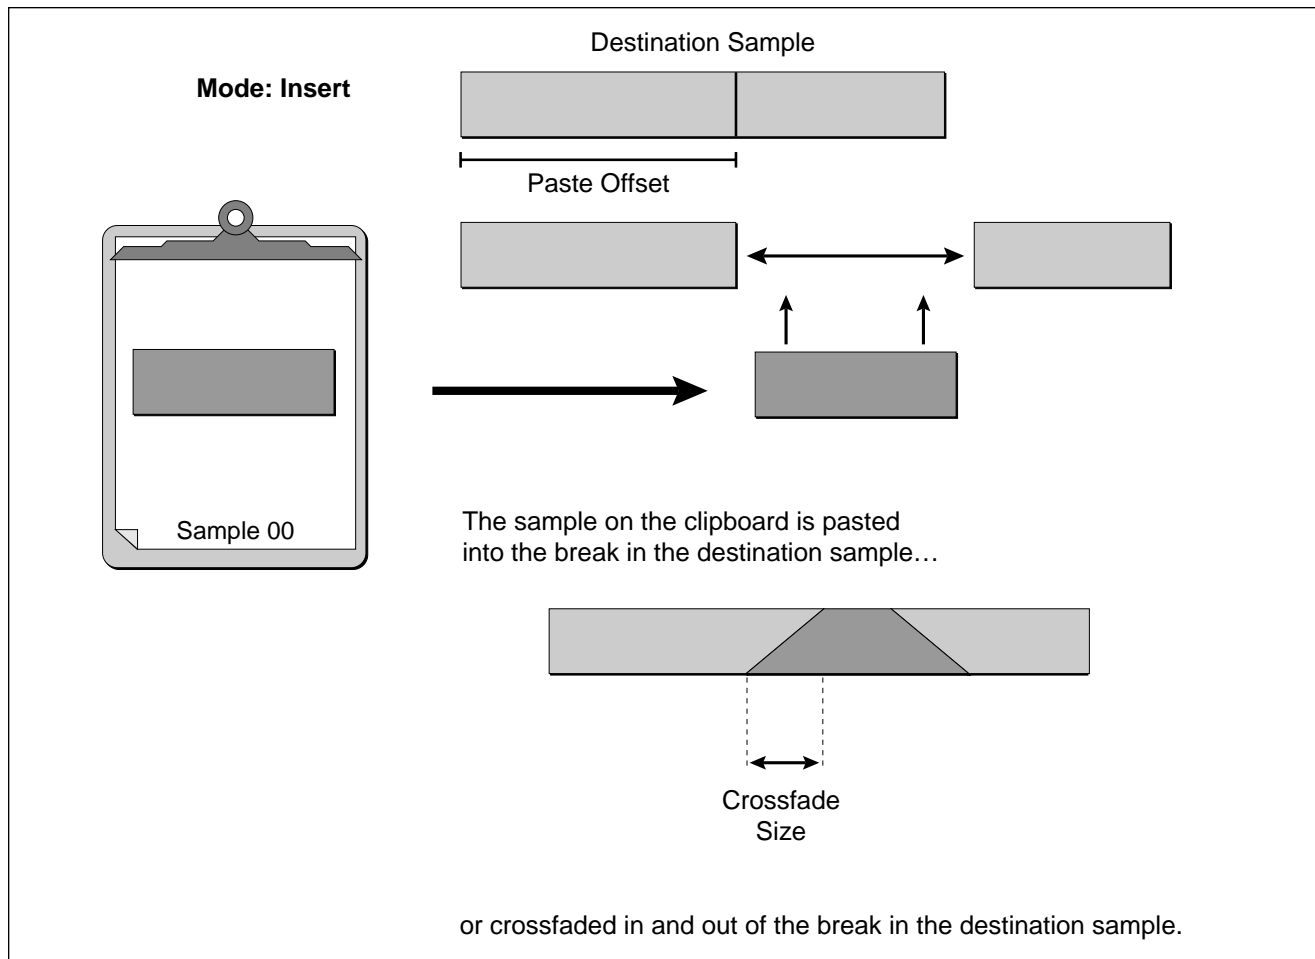 Destination Sample
Mode: Insert
Paste Offset
Sample 00
The sample on the clipboard is pasted
into the break in the destination sample…
Crossfade
Size
or crossfaded in and out of the break in the destination sample.